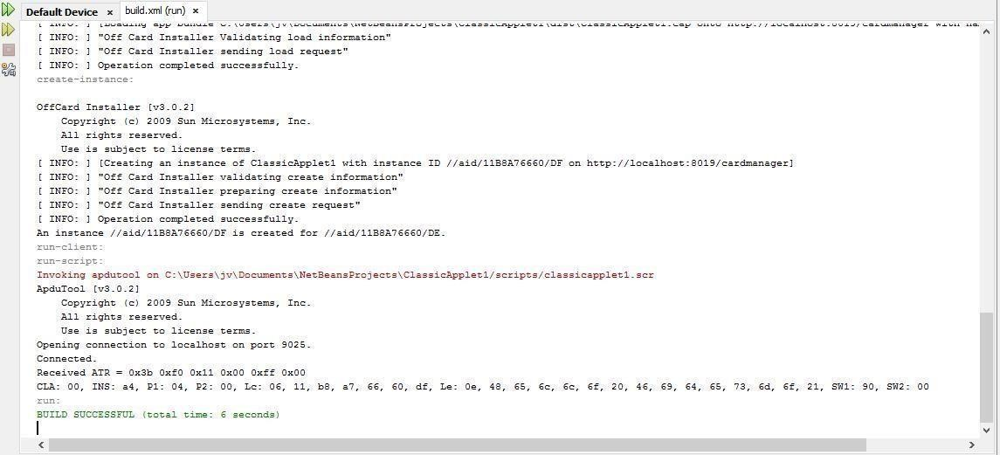 Default Device x build.xml (run) x
[ INFO: ] [Loading app bundle C:\Users\jv\Documents\NetBeansProjects\ClassicApplet1\dist\ClassicApplet1.cap onto http://localhost:8019/cardmanager with na
[ INFO: ] "Off Card Installer Validating load information"
[ INFO: ] "Off Card Installer sending load request"
[ INFO: ] Operation completed successfully.
create-instance:
OffCard Installer [v3.0.2]
Copyright (c) 2009 Sun Microsystems, Inc.
All rights reserved.
Use is subject to license terms.
[ INFO: ] [Creating an instance of ClassicApplet1 with instance ID //aid/11B8A76660/DF on http://localhost:8019/cardmanager]
[ INFO: ] "Off Card Installer validating create information"
[ INFO: ] "Off Card Installer preparing create information"
[ INFO: ] "Off Card Installer sending create request"
[ INFO: ] Operation completed successfully.
An instance //aid/11B8A76660/DF is created for //aid/11B8A76660/DE.
run-client:
run-script:
Invoking apdutool on C:\Users\jv\Documents\NetBeansProjects\ClassicApplet1/scripts/classicapplet1.scr
ApduTool [v3.0.2]
Copyright (c) 2009 Sun Microsystems, Inc.
All rights reserved.
Use is subject to license terms.
Opening connection to localhost on port 9025.
Connected.
Received ATR = 0x3b 0xf0 0x11 0x00 0xff 0x00
CLA: 00, INS: a4, P1: 04, P2: 00, Lc: 06, 11, b8, a7, 66, 60, df, Le: 0e, 48, 65, 6c, 6c, 6f, 20, 46, 69, 64, 65, 73, 6d, 6f, 21, SW1: 90, SW2: 00
run:
BUILD SUCCESSFUL (total time: 6 seconds)